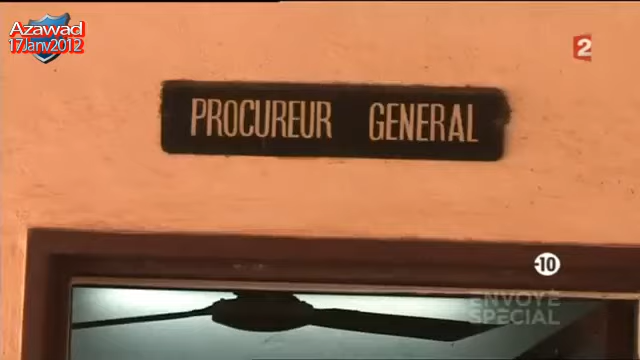 Azawad
17Janv2012
2
PROCUREUR GENERAL
-10
ENVOYÉ
SPÉCIAL